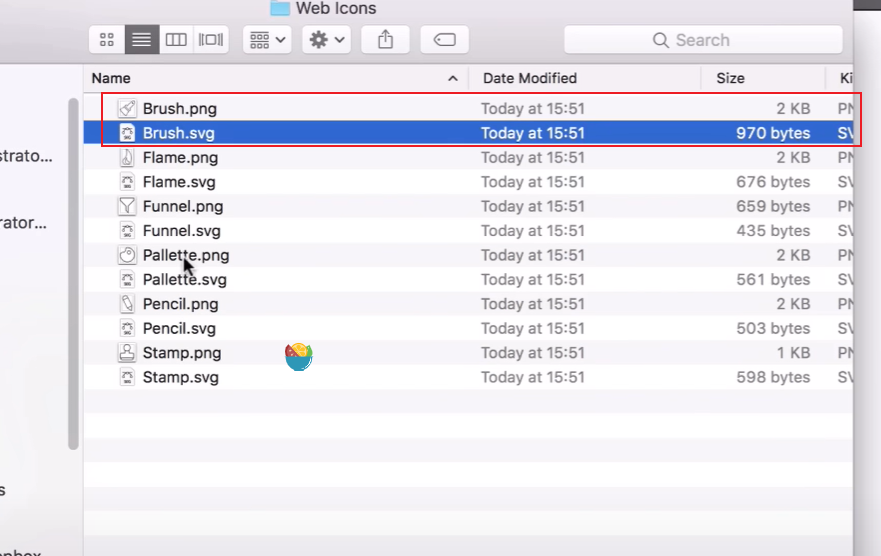 Web Icons
Search
Name Date Modified Size Ki
Brush.png Today at 15:51 2 KB PN
Brush.svg Today at 15:51 970 bytes SV
strato...
Flame.png Today at 15:51 2 KB PN
Flame.svg Today at 15:51 676 bytes SV
Funnel.png Today at 15:51 659 bytes PN
rator...
Funnel.svg Today at 15:51 435 bytes SV
Pallette.png Today at 15:51 2 KB PN
Pallette.svg Today at 15:51 561 bytes SV
Pencil.png Today at 15:51 2 KB PN
Pencil.svg Today at 15:51 503 bytes SV
Stamp.png Today at 15:51 1 KB PN
Stamp.svg Today at 15:51 598 bytes SV
s